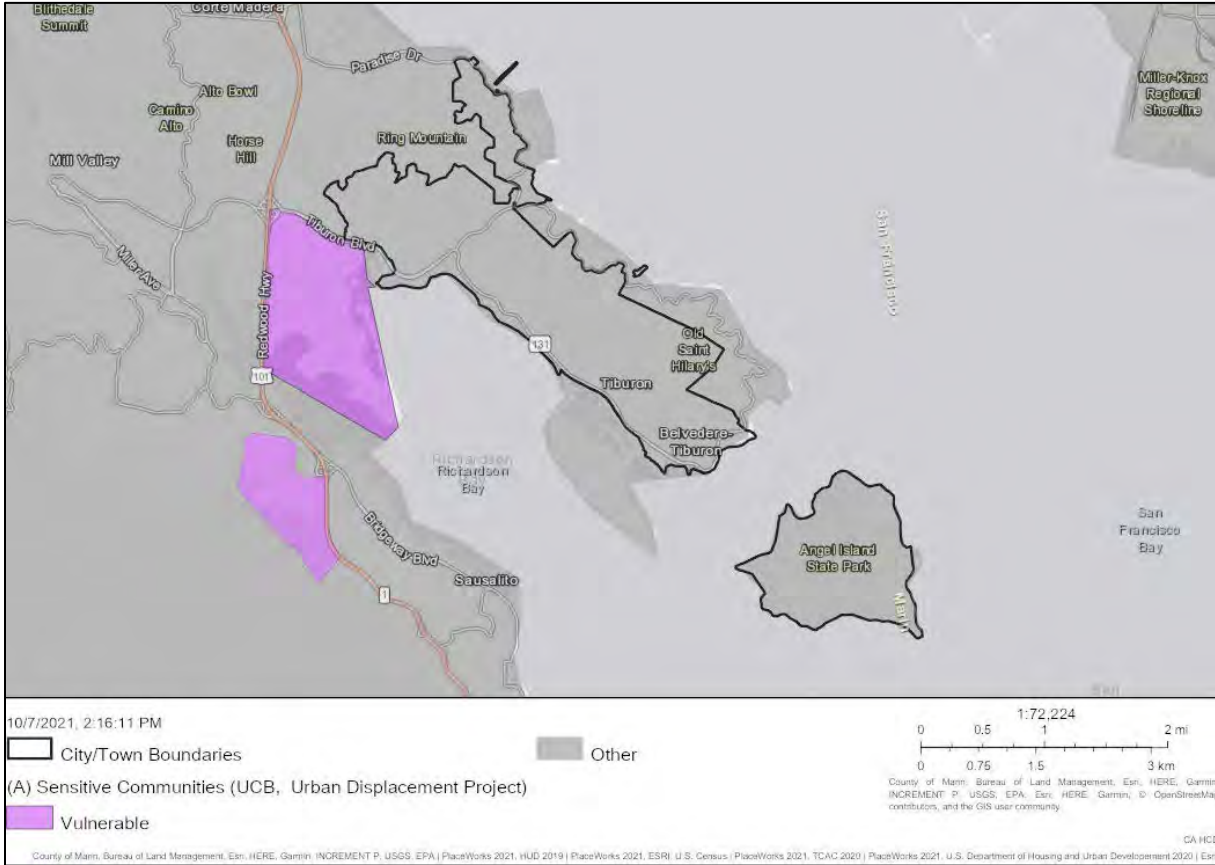 Blithedale
Summit
Corte Madera
Paradise Dr
Alto Bowl
Camino
Alto
Horse
Hill
Ring Mountain
Miller-Knox
Regional
Shoreline
Mill Valley
Tiburon Blvd
Miller Ave
Redwood Hwy
San Francisco
101
131
Old
Saint
Hilary's
Tiburon
Belvedere-
Tiburon
Richardson
Richardson
Bay
Bridgeway Blvd
Sausalito
1
Angel Island
State Park
Marin
San
Francisco
Bay
San
10/7/2021, 2:16:11 PM
City/Town Boundaries
Other
(A) Sensitive Communities (UCB, Urban Displacement Project)
Vulnerable
1:72,224
0 0.5 1 2 mi
0 0.75 1.5 3 km
County of Marin, Bureau of Land Management, Esri, HERE, Garmin,
INCREMENT P, USGS, EPA, Esri, HERE, Garmin, © OpenStreetMap
contributors, and the GIS user community
CA HCD
County of Marin, Bureau of Land Management, Esri, HERE, Garmin, INCREMENT P, USGS, EPA | PlaceWorks 2021, HUD 2019 | PlaceWorks 2021, ESRI, U.S. Census | PlaceWorks 2021, TCAC 2020 | PlaceWorks 2021, U.S. Department of Housing and Urban Developement 2020 | Esri